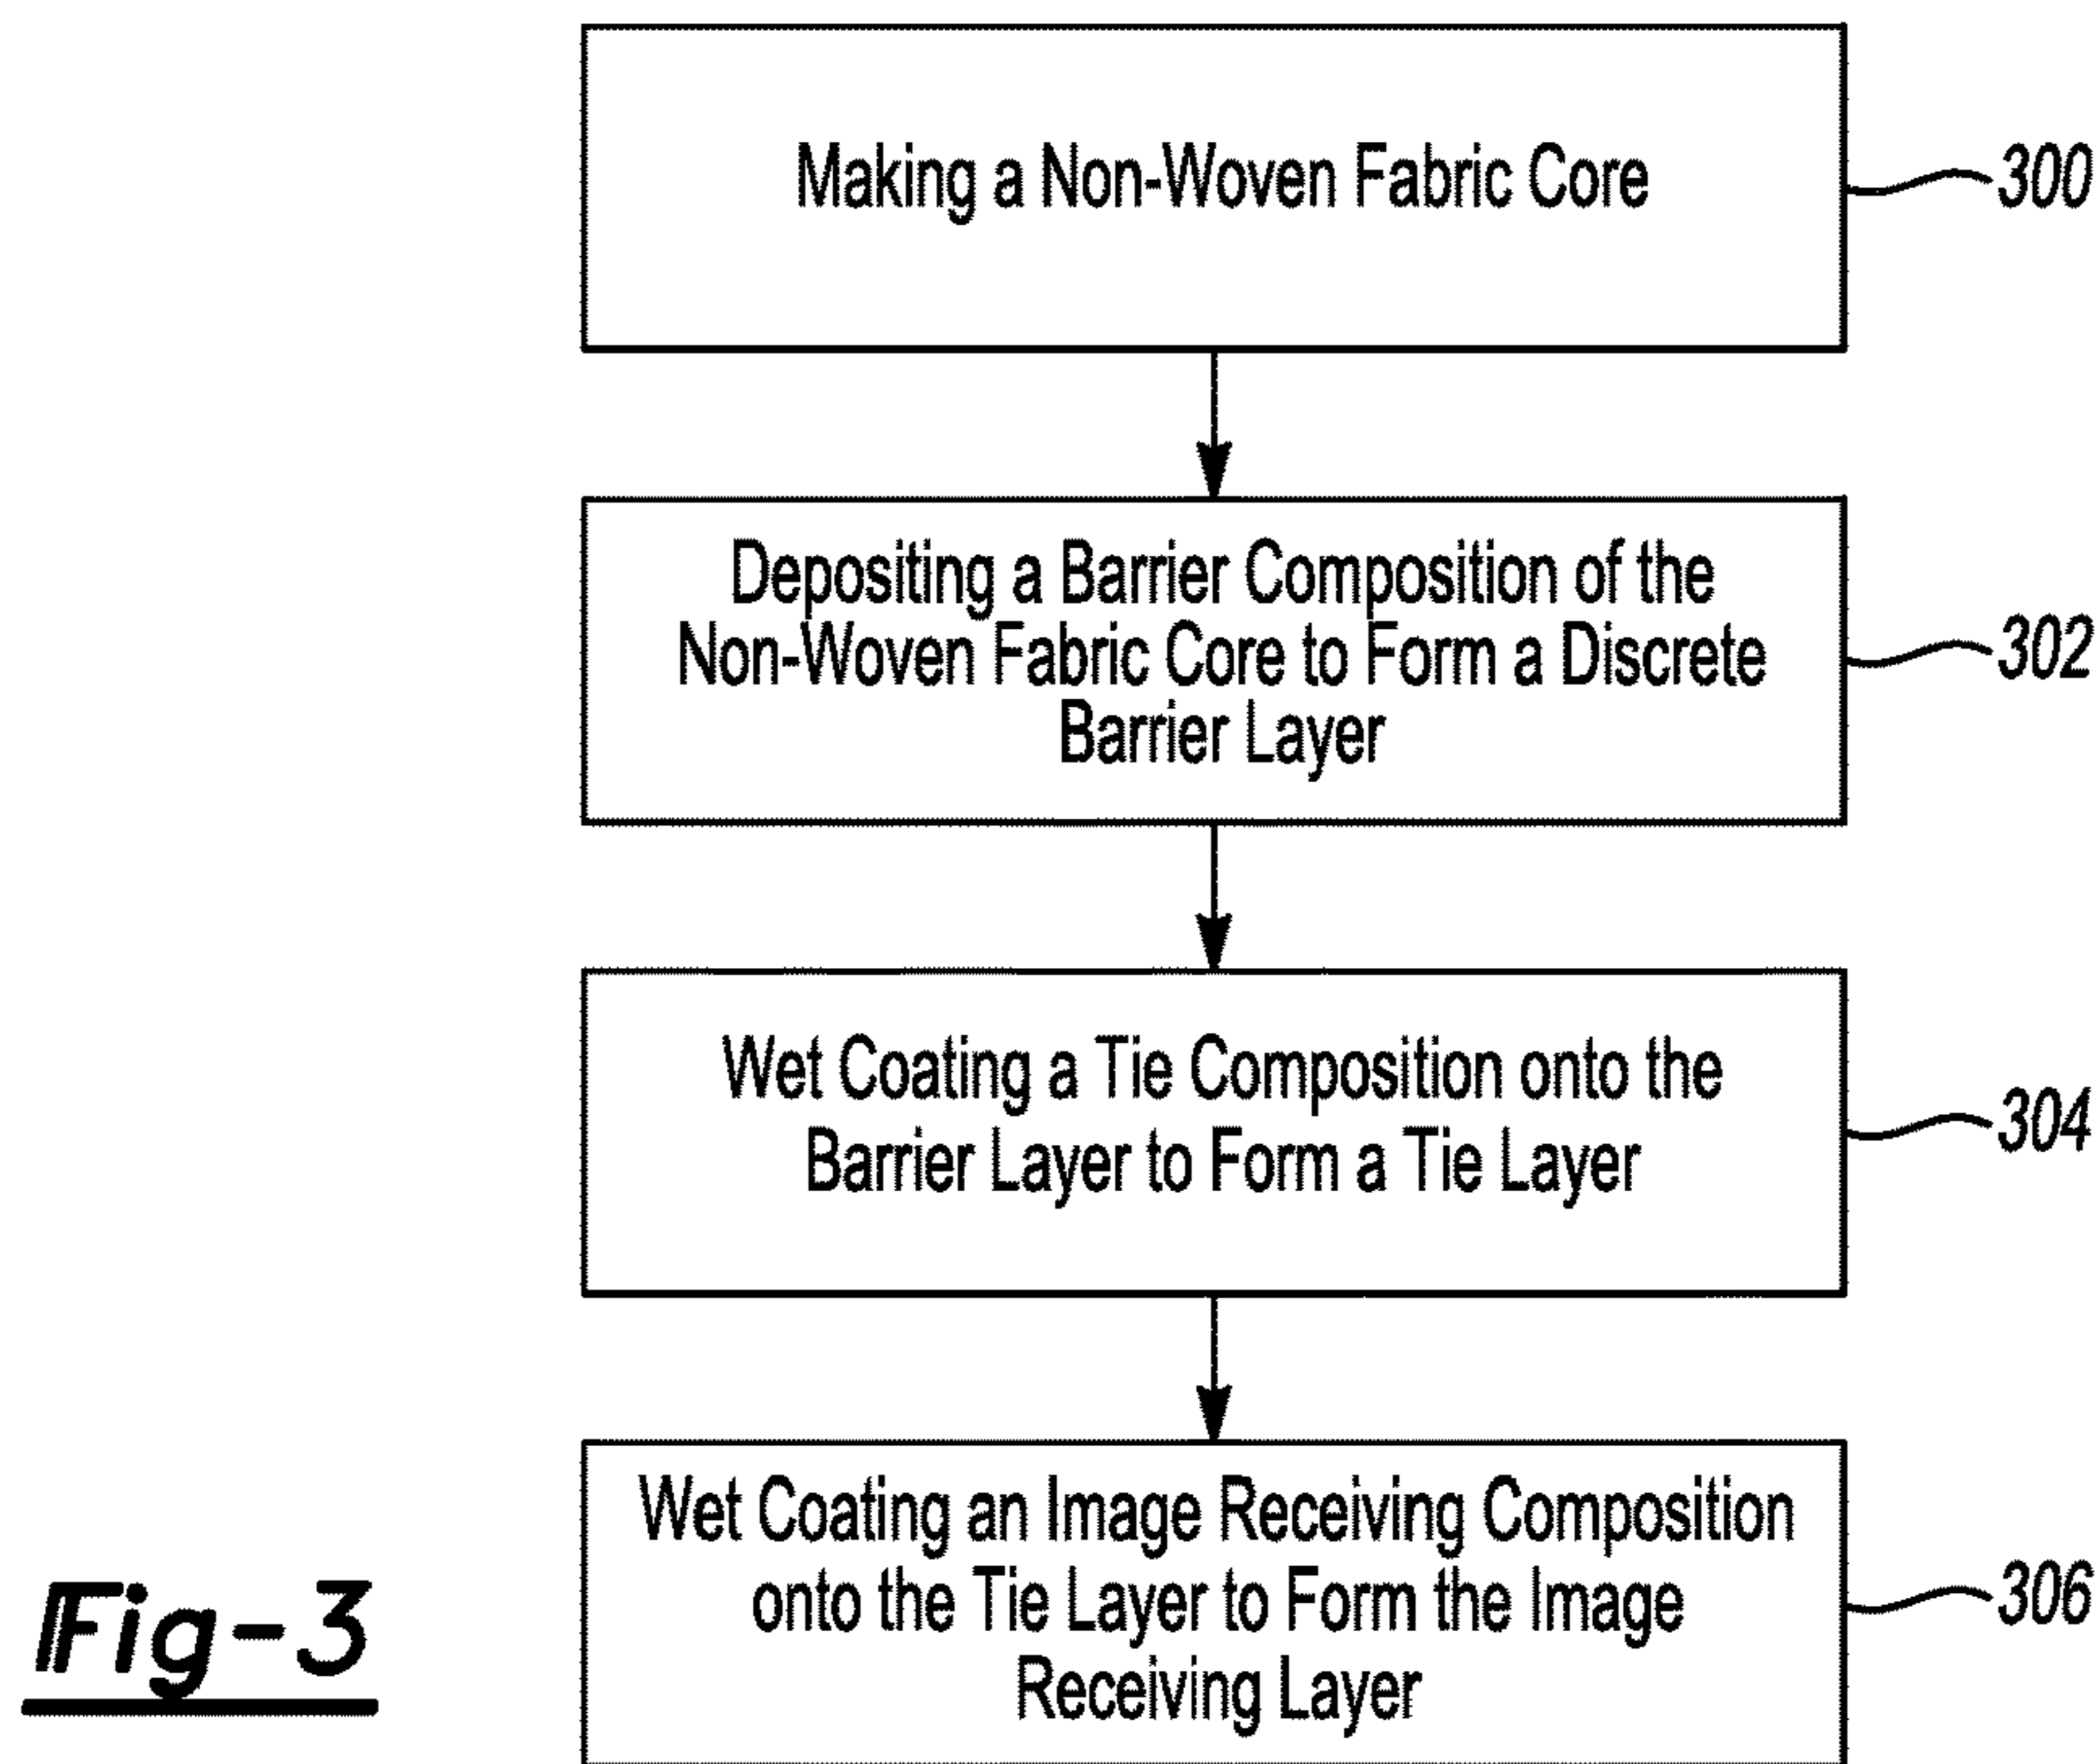 Making a Non-Woven Fabric Core
300
Depositing a Barrier Composition of the
Non-Woven Fabric Core to Form a Discrete
Barrier Layer
302
Wet Coating a Tie Composition onto the
Barrier Layer to Form a Tie Layer
304
Wet Coating an Image Receiving Composition
onto the Tie Layer to Form the Image
Receiving Layer
306
Fig-3